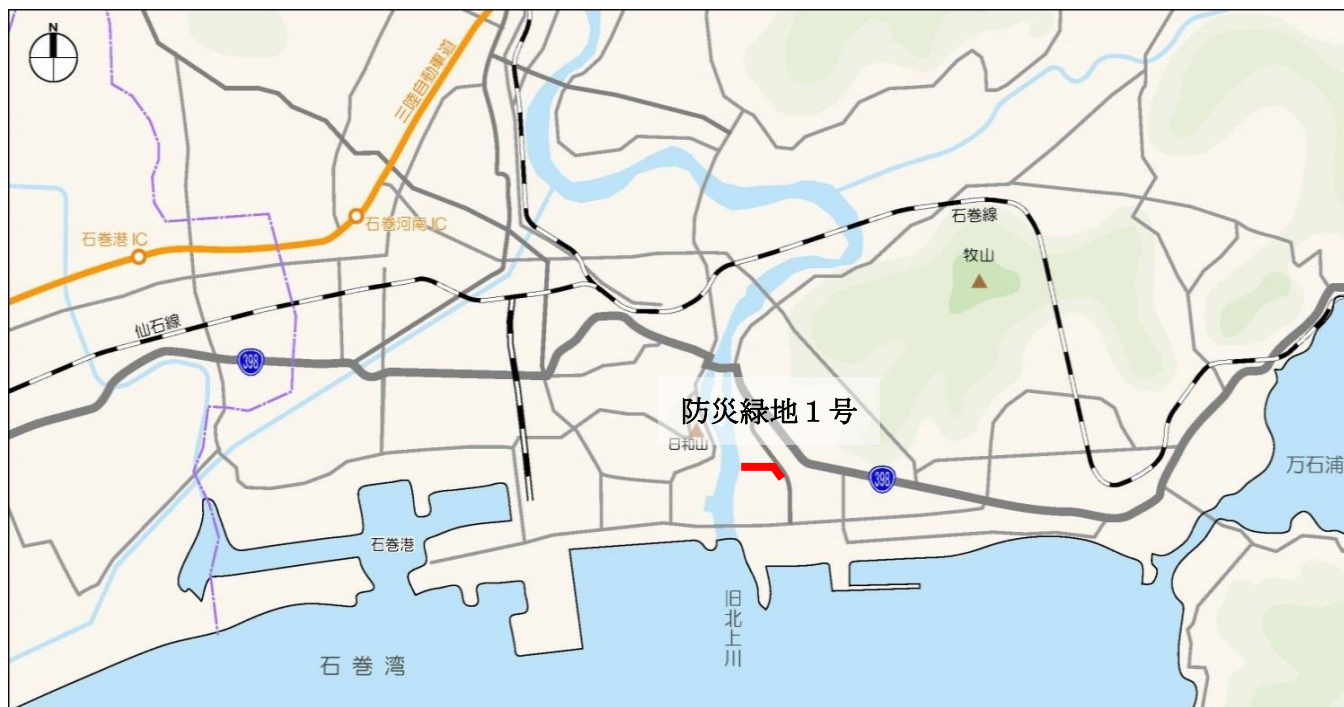 N
三陸自動車道
石巻河南IC
石巻港IC
石巻線
牧山
仙石線
398
防災緑地1号
日和山
398
万石浦
石巻港
旧北上川
石巻湾